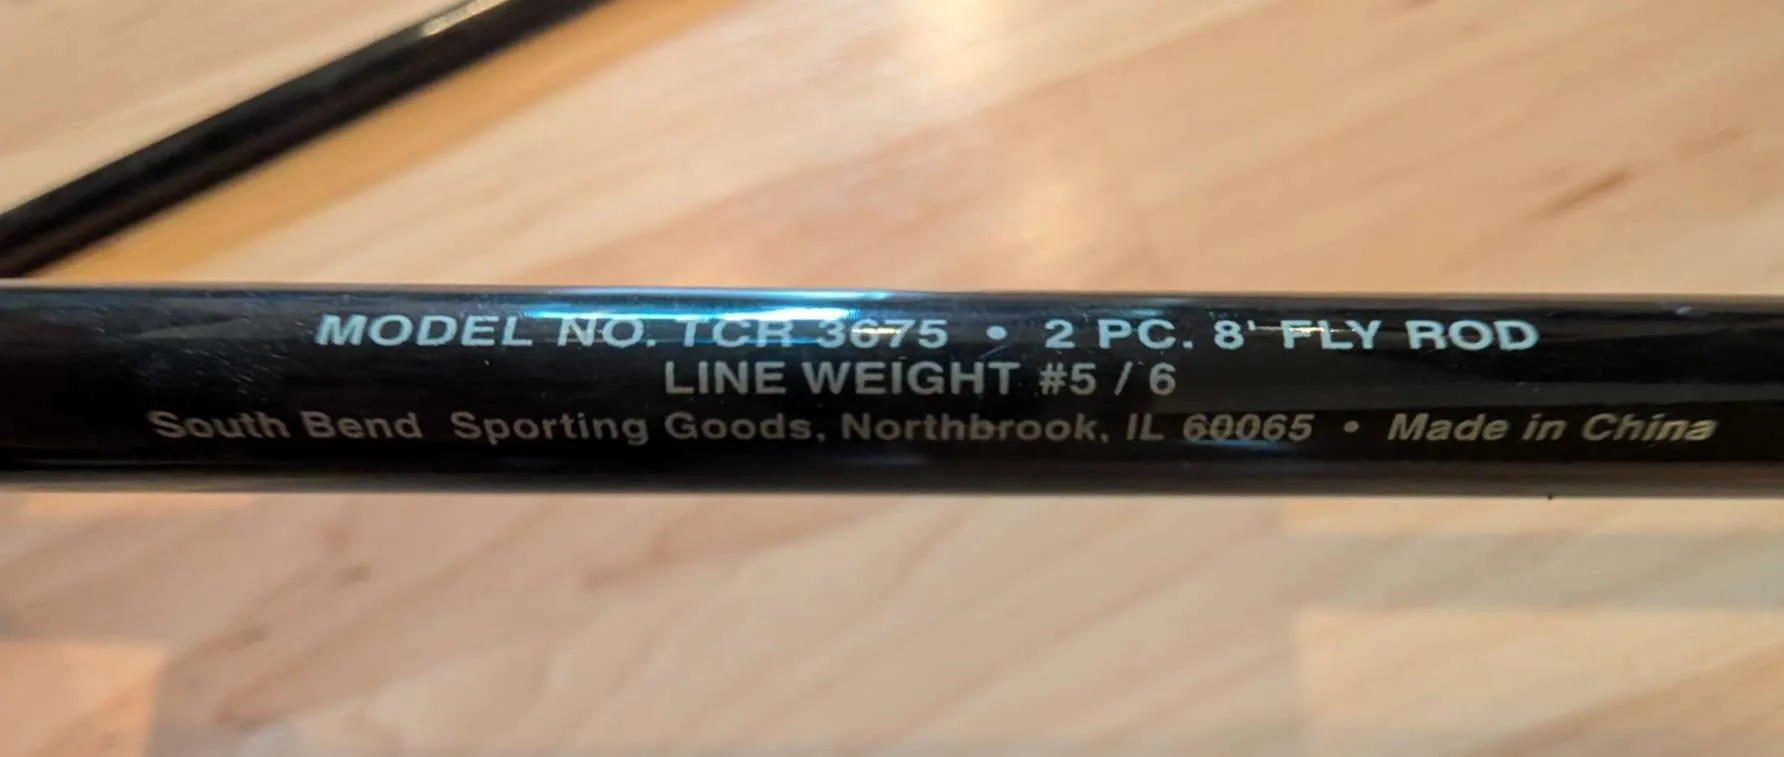 MODEL NO. TCR 3675 • 2 PC. 8' FLY ROD
LINE WEIGHT #5 / 6
South Bend Sporting Goods, Northbrook, IL 60065 • Made in China